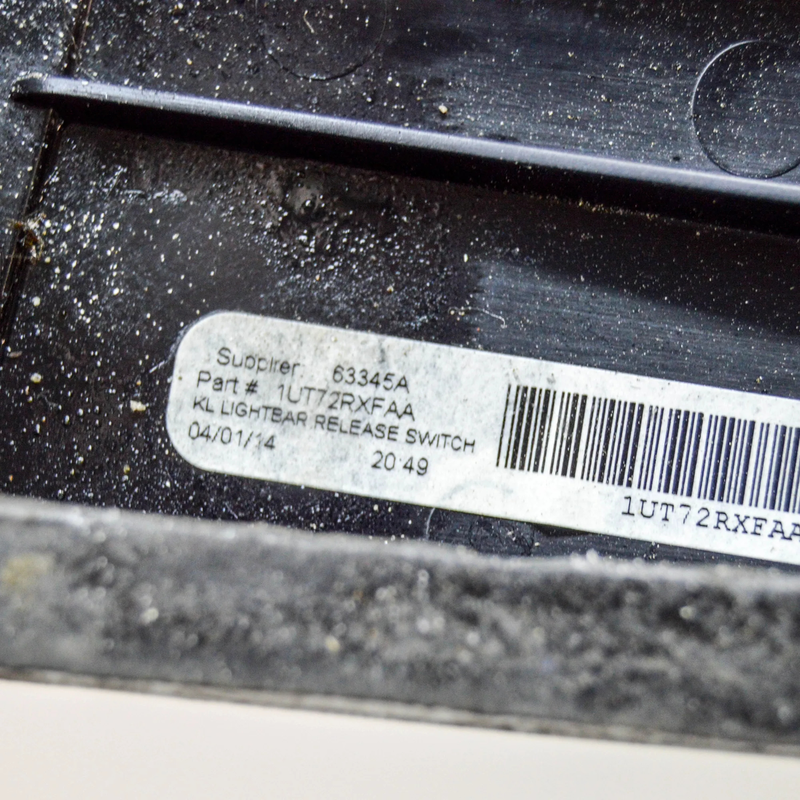 Supplier: 63345A
Part # 1UT72RXFAA
KL LIGHTBAR RELEASE SWITCH
04/01/14 20:49
1UT72RXFAA